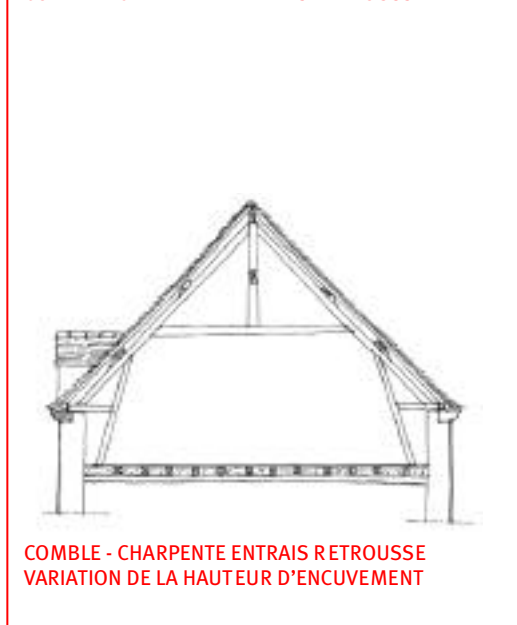 COMBLE - CHARPENTE ENTRAIS RETROUSSE
VARIATION DE LA HAUTEUR D'ENCUVEMENT